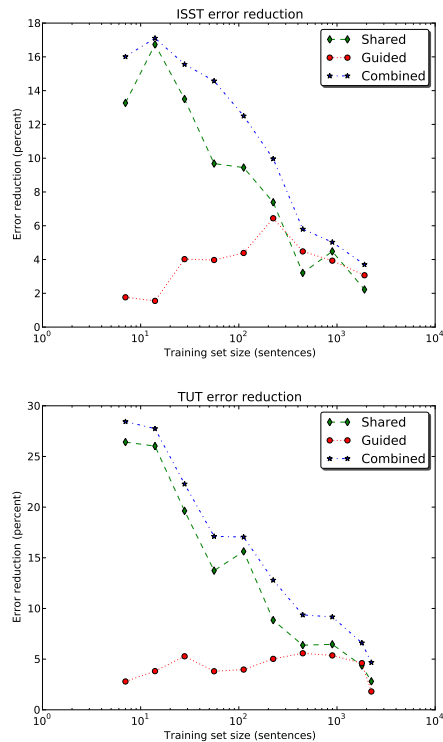 ISST error reduction
18
16
14
12
10
8
6
4
2
0
Error reduction (percent)
Shared
Guided
Combined
10^0
10^1
10^2
10^3
10^4
Training set size (sentences)
TUT error reduction
30
25
20
15
10
5
0
Error reduction (percent)
Shared
Guided
Combined
10^0
10^1
10^2
10^3
10^4
Training set size (sentences)